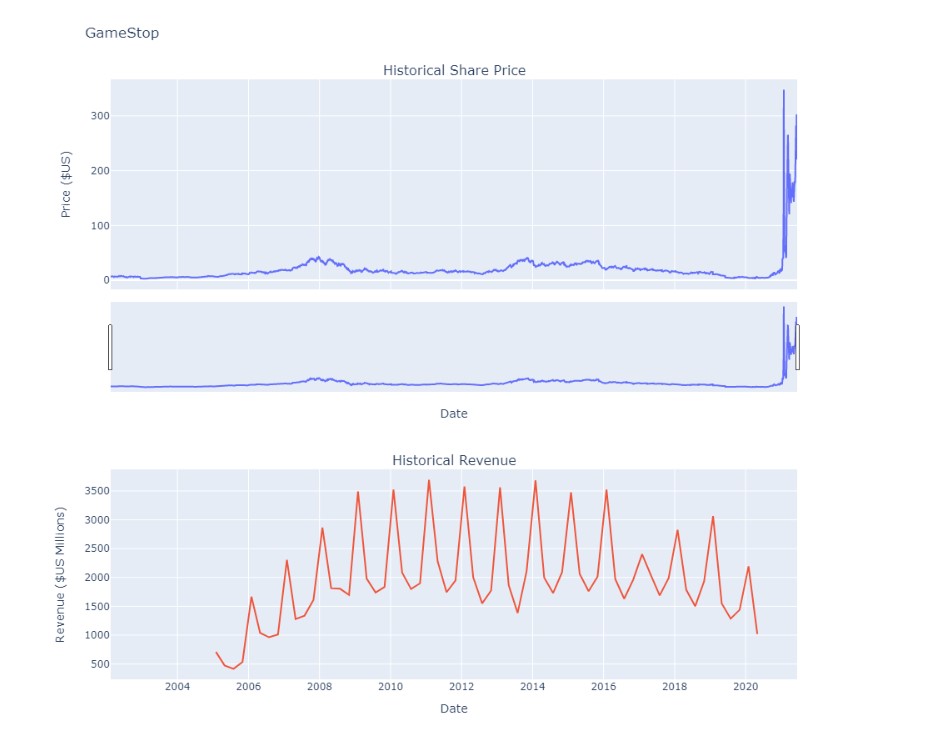 GameStop
Historical Share Price
300
200
100
0
Price ($US)
Date
Historical Revenue
3500
3000
2500
2000
1500
1000
500
Revenue ($US Millions)
2004 2006 2008 2010 2012 2014 2016 2018 2020
Date